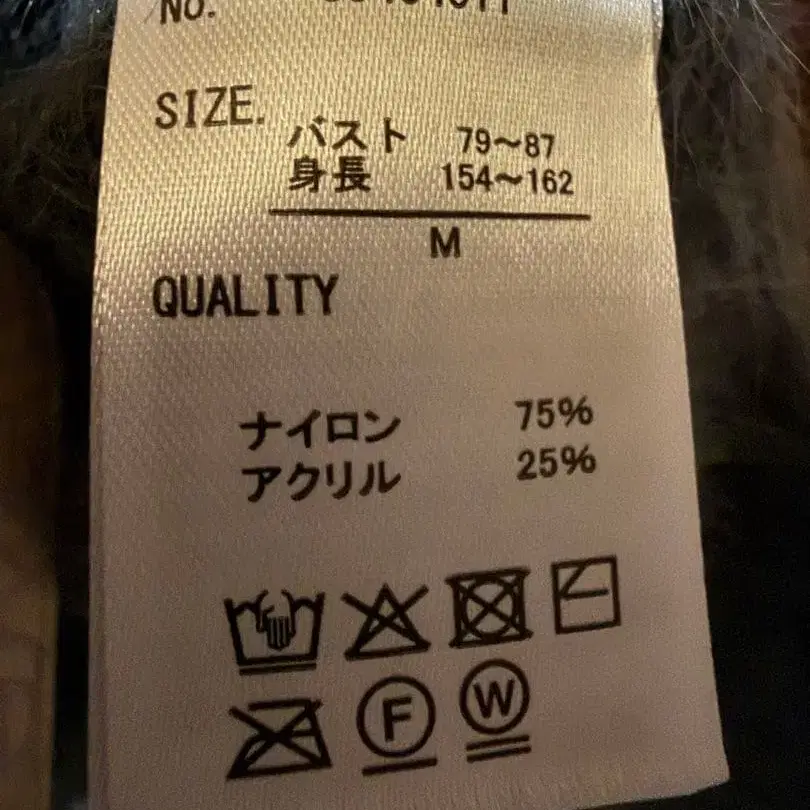 No.
SIZE.
バスト 79～87
身長 154～162
M
QUALITY
ナイロン 75%
アクリル 25%
F W